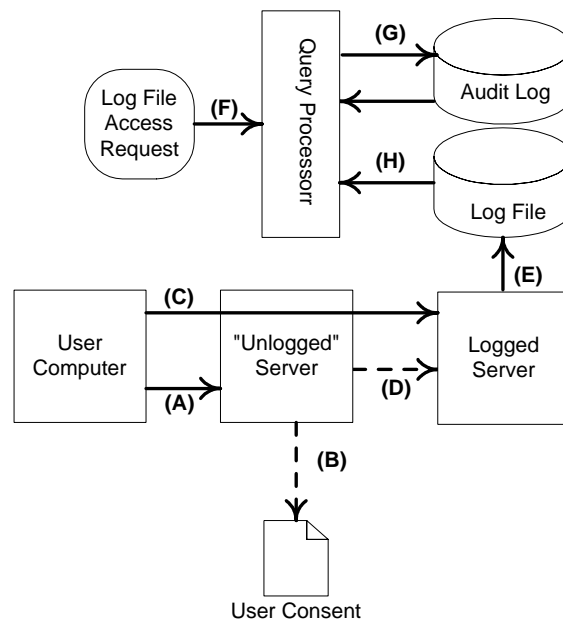 (G)
Query Processorr
Log File
Access
Request
(F)
Audit Log
(H)
Log File
(E)
(C)
User
Computer
"Unlogged"
Server
Logged
Server
(A)
(D)
(B)
User Consent